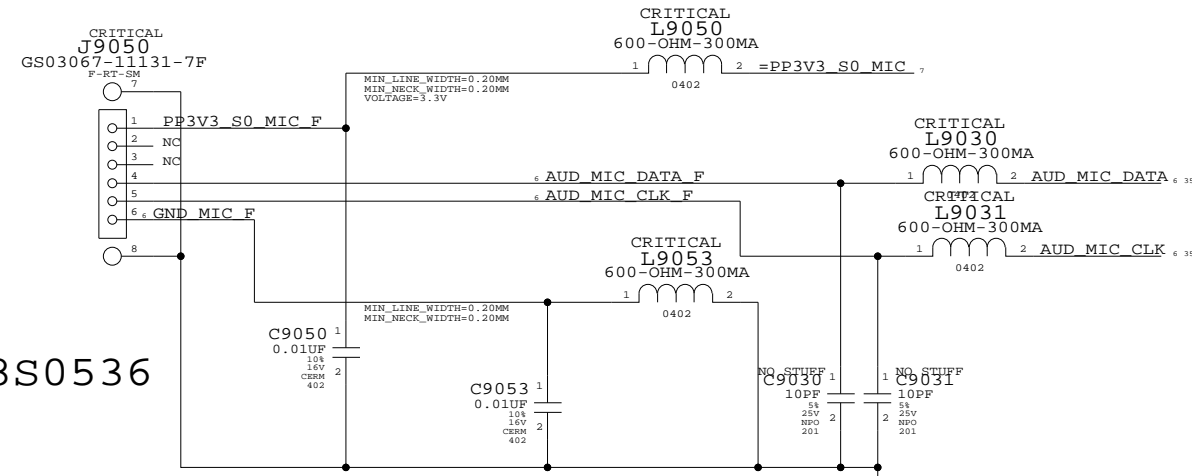 CRITICAL
J9050
GS03067-11131-7F
F-RT-SM
7
1 PP3V3_S0_MIC_F
2 NC
3 NC
4
5
6 6 GND_MIC_F
8
CRITICAL
L9050
600-OHM-300MA
1 2 =PP3V3_S0_MIC 7
0402
MIN_LINE_WIDTH=0.20MM
MIN_NECK_WIDTH=0.20MM
VOLTAGE=3.3V
6 AUD_MIC_DATA_F
6 AUD_MIC_CLK_F
CRITICAL
L9030
600-OHM-300MA
1 2 AUD_MIC_DATA 6 35
0402
CRITICAL
L9031
600-OHM-300MA
1 2 AUD_MIC_CLK 6 35
0402
CRITICAL
L9053
600-OHM-300MA
1 2
0402
MIN_LINE_WIDTH=0.20MM
MIN_NECK_WIDTH=0.20MM
C9050 1
0.01UF
10%
16V
CERM
402
2
C9053 1
0.01UF
10%
16V
CERM
402
2
NO STUFF
C9030 1
10PF
5%
25V
NPO
201
2
NO STUFF
1 C9031
10PF
5%
25V
NPO
201
2
S0536